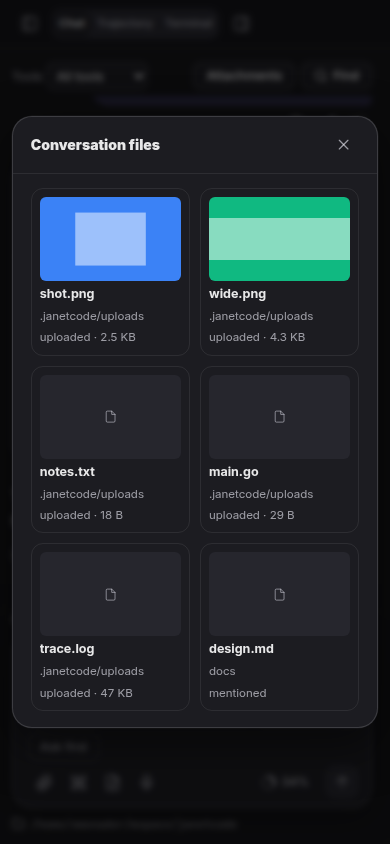 Conversation files
shot.png
.janetcode/uploads
uploaded · 2.5 KB
wide.png
.janetcode/uploads
uploaded · 4.3 KB
notes.txt
.janetcode/uploads
uploaded · 18 B
main.go
.janetcode/uploads
uploaded · 29 B
trace.log
.janetcode/uploads
uploaded · 47 KB
design.md
docs
mentioned